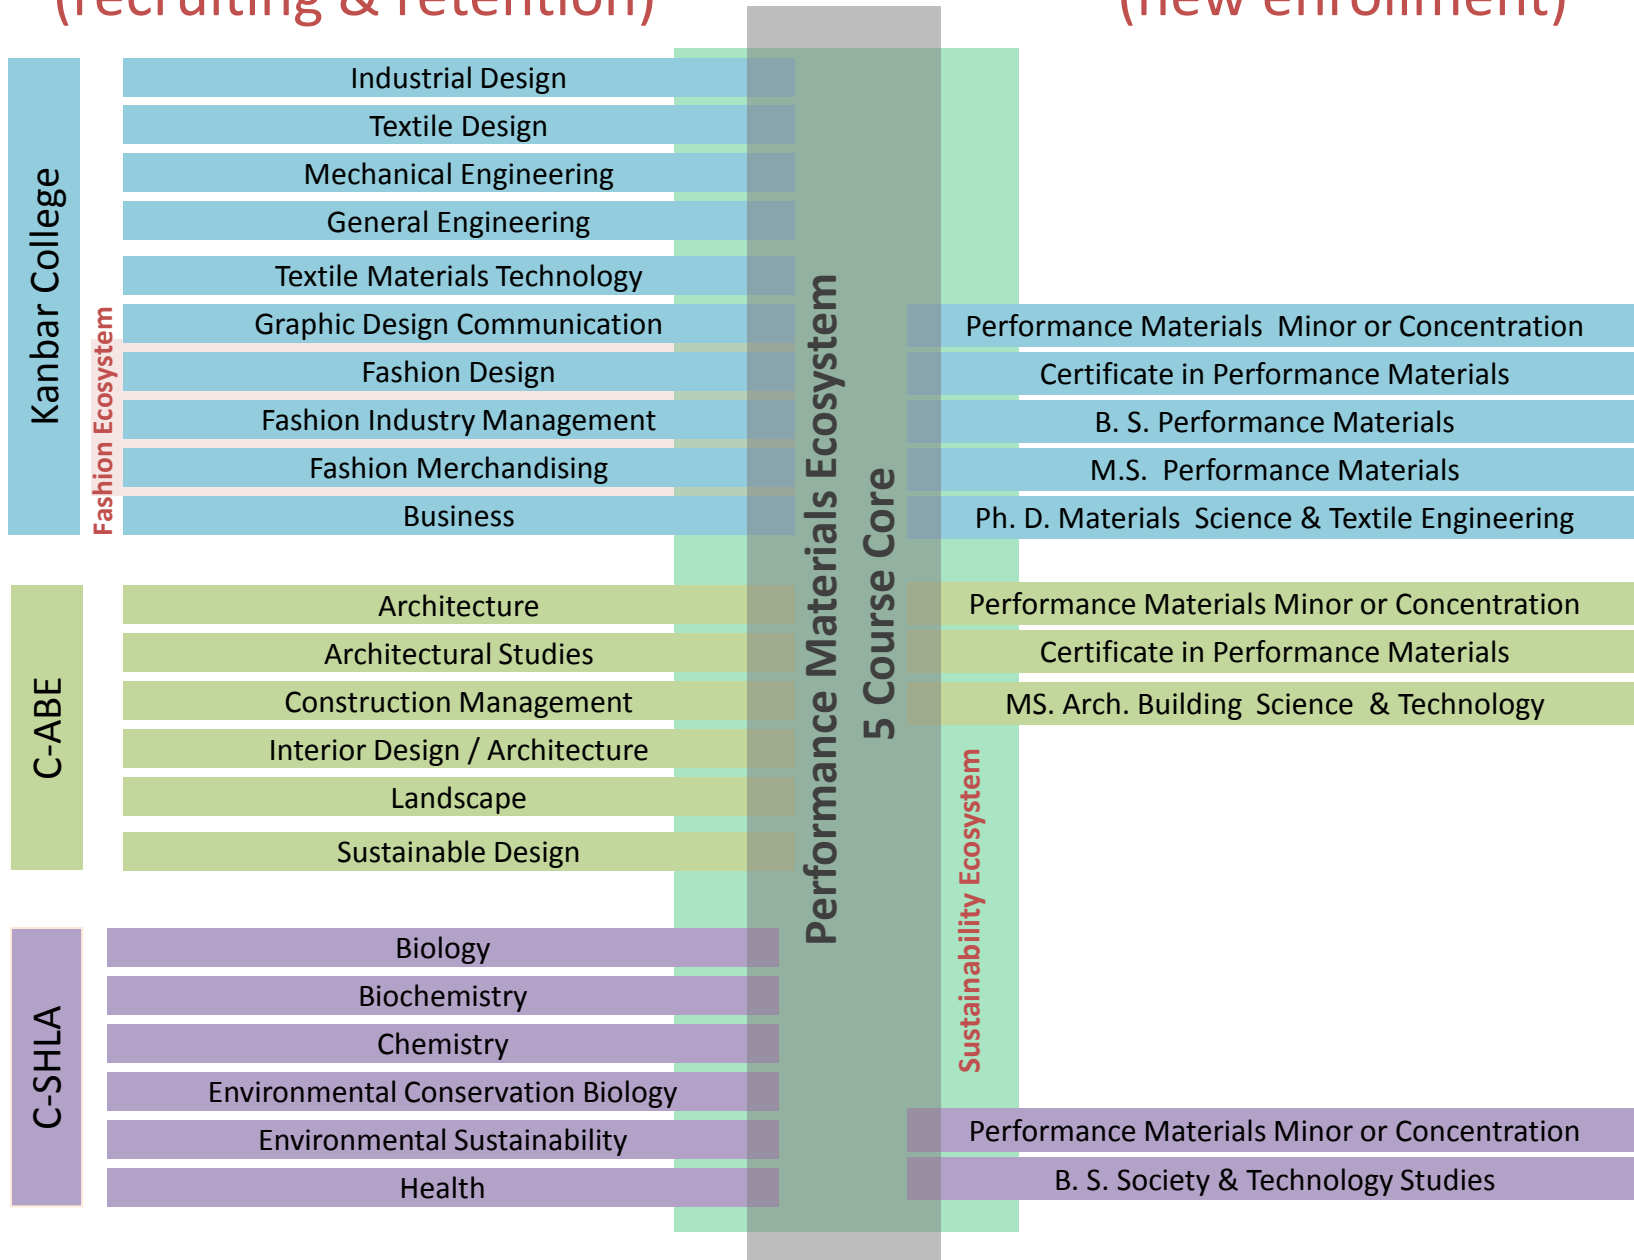 (recruiting & retention)
(new enrollment)
Kanbar College
Fashion Ecosystem
Industrial Design
Textile Design
Mechanical Engineering
General Engineering
Textile Materials Technology
Graphic Design Communication
Fashion Design
Fashion Industry Management
Fashion Merchandising
Business
C-ABE
Architecture
Architectural Studies
Construction Management
Interior Design / Architecture
Landscape
Sustainable Design
C-SHLA
Biology
Biochemistry
Chemistry
Environmental Conservation Biology
Environmental Sustainability
Health
Performance Materials Ecosystem
5 Course Core
Sustainability Ecosystem
Performance Materials  Minor or Concentration
Certificate in Performance Materials
B. S. Performance Materials
M.S.  Performance Materials
Ph. D. Materials  Science & Textile Engineering
Performance Materials Minor or Concentration
Certificate in Performance Materials
MS. Arch. Building  Science  & Technology
Performance Materials Minor or Concentration
B. S. Society & Technology Studies